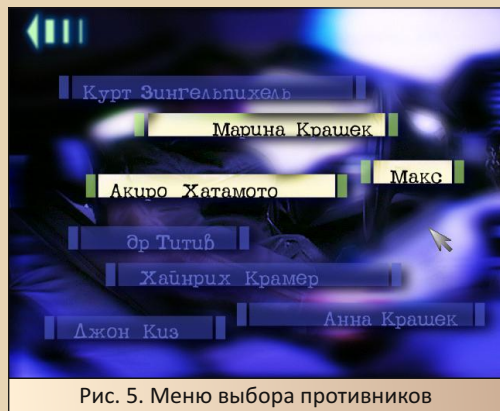 Курт Зингельпихель
Марина Крашек
Макс
Акиро Хатамото
др Титив
Хайнрих Крамер
Анна Крашек
Джон Киз
Рис. 5. Меню выбора противников